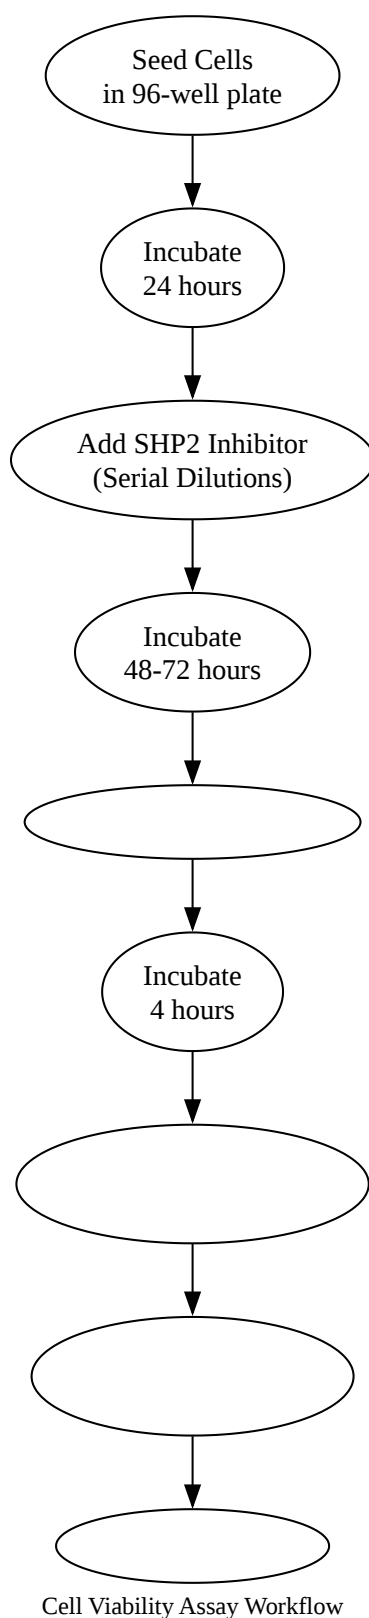 Seed Cells
in 96-well plate
Incubate
24 hours
Add SHP2 Inhibitor
(Serial Dilutions)
Incubate
48-72 hours
Incubate
4 hours
Cell Viability Assay Workflow